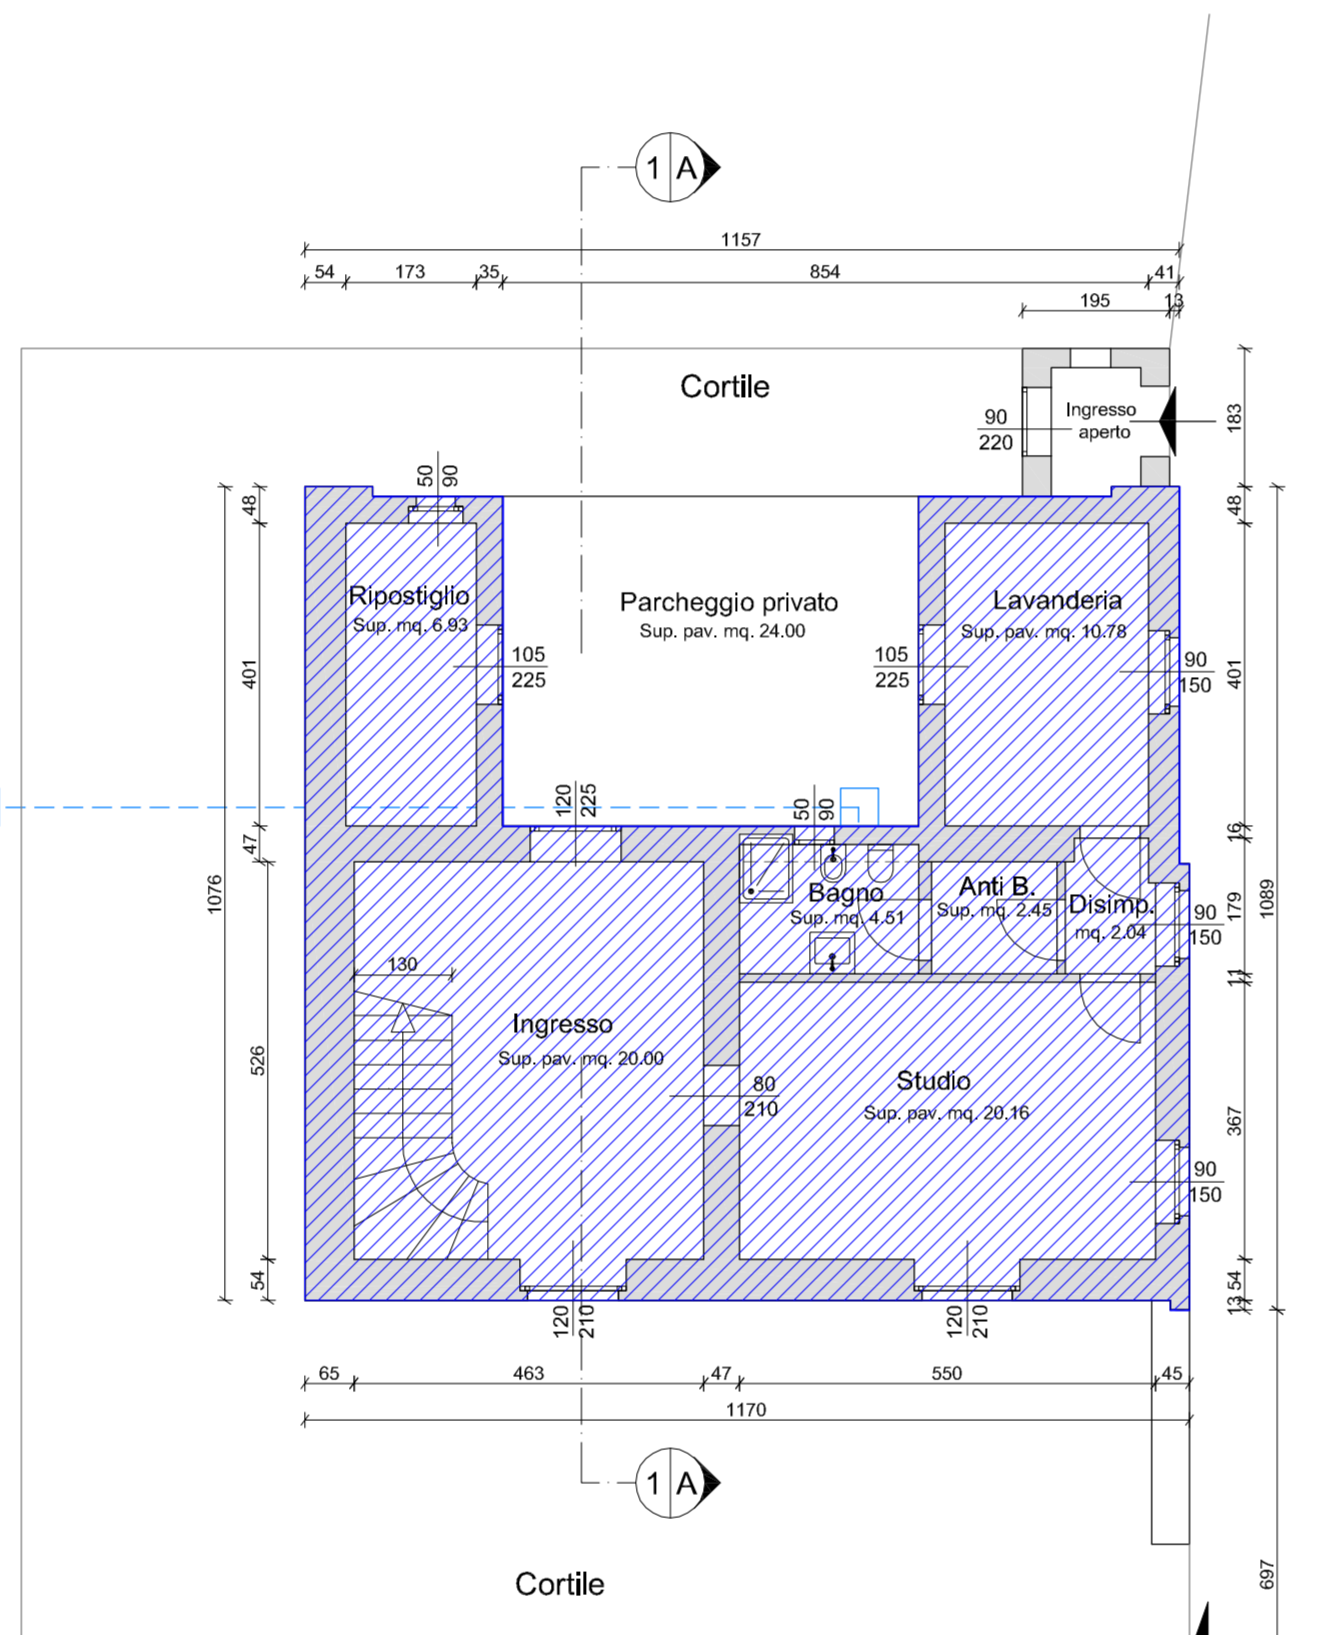 1 A
1157
54 173 35 854 41
195 13
Cortile
Ingresso
aperto
90
220
183
50
90
48
48
Ripostiglio
Sup. mq. 6.93
Parcheggio privato
Sup. pav. mq. 24.00
Lavanderia
Sup. pav. mq. 10.78
105
225
105
225
90
150
401
401
120
225
50
90
47
16
1076
Bagno
Sup. mq. 4.51
Anti B.
Sup. mq. 2.45
Disimp.
mq. 2.04
90
150
179
1089
11
130
Ingresso
Sup. pav. mq. 20.00
526
80
210
Studio
Sup. pav. mq. 20.16
367
90
150
54
54
13
120
210
120
210
65 463 47 550 45
1170
1 A
Cortile
697